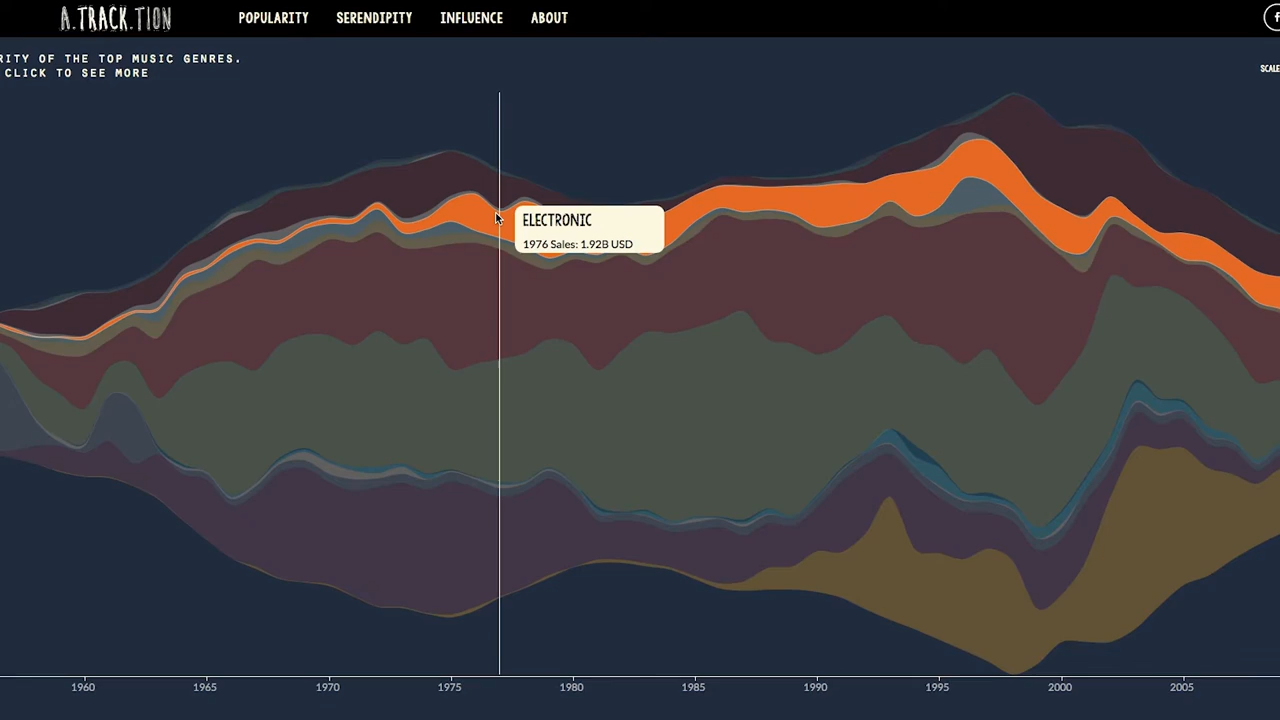 A.TRACK.TION
POPULARITY SERENDIPITY INFLUENCE ABOUT
RITY OF THE TOP MUSIC GENRES.
CLICK TO SEE MORE
SCALE
ELECTRONIC
1976 Sales: 1.92B USD
1960 1965 1970 1975 1980 1985 1990 1995 2000 2005